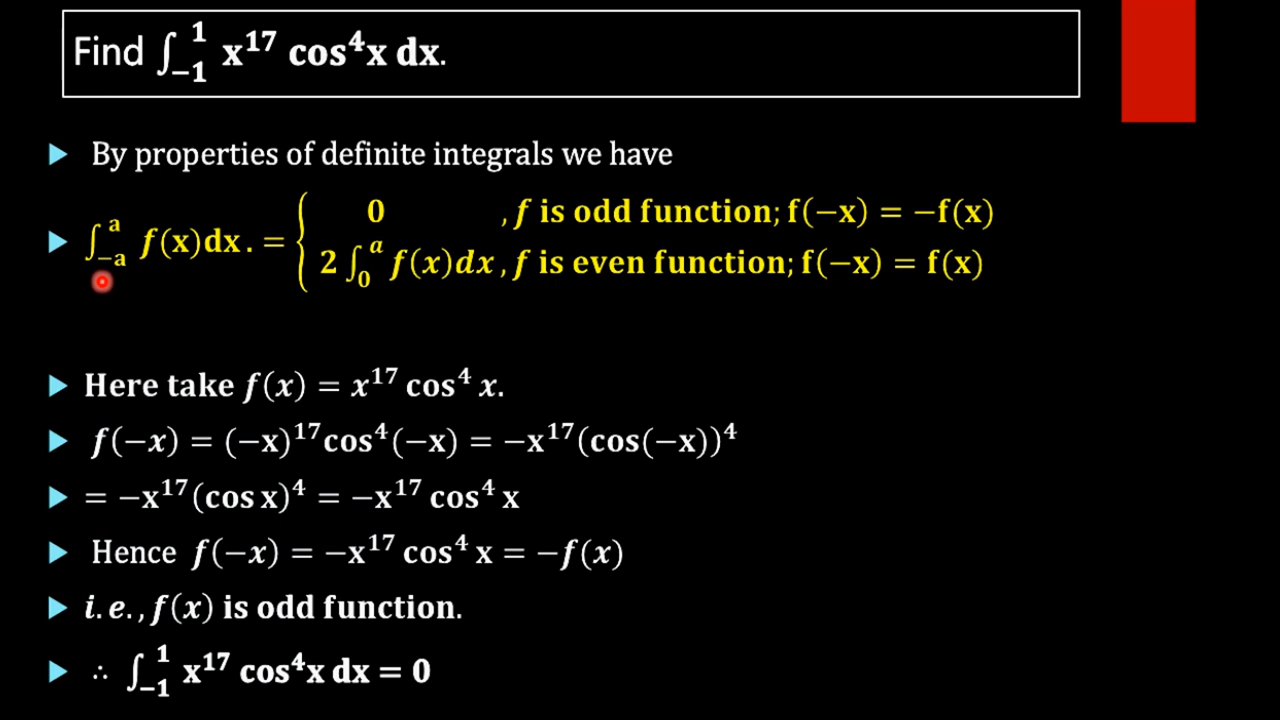 Find ∫₋₁¹ x¹⁷ cos⁴x dx.
By properties of definite integrals we have
∫₋ₐᵃ f(x)dx. = { 0 , f is odd function; f(−x) = −f(x)
2 ∫₀ᵃ f(x)dx , f is even function; f(−x) = f(x)
Here take f(x) = x¹⁷ cos⁴ x.
f(−x) = (−x)¹⁷cos⁴(−x) = −x¹⁷(cos(−x))⁴
= −x¹⁷(cos x)⁴ = −x¹⁷ cos⁴ x
Hence f(−x) = −x¹⁷ cos⁴ x = −f(x)
i.e., f(x) is odd function.
∴ ∫₋₁¹ x¹⁷ cos⁴x dx = 0